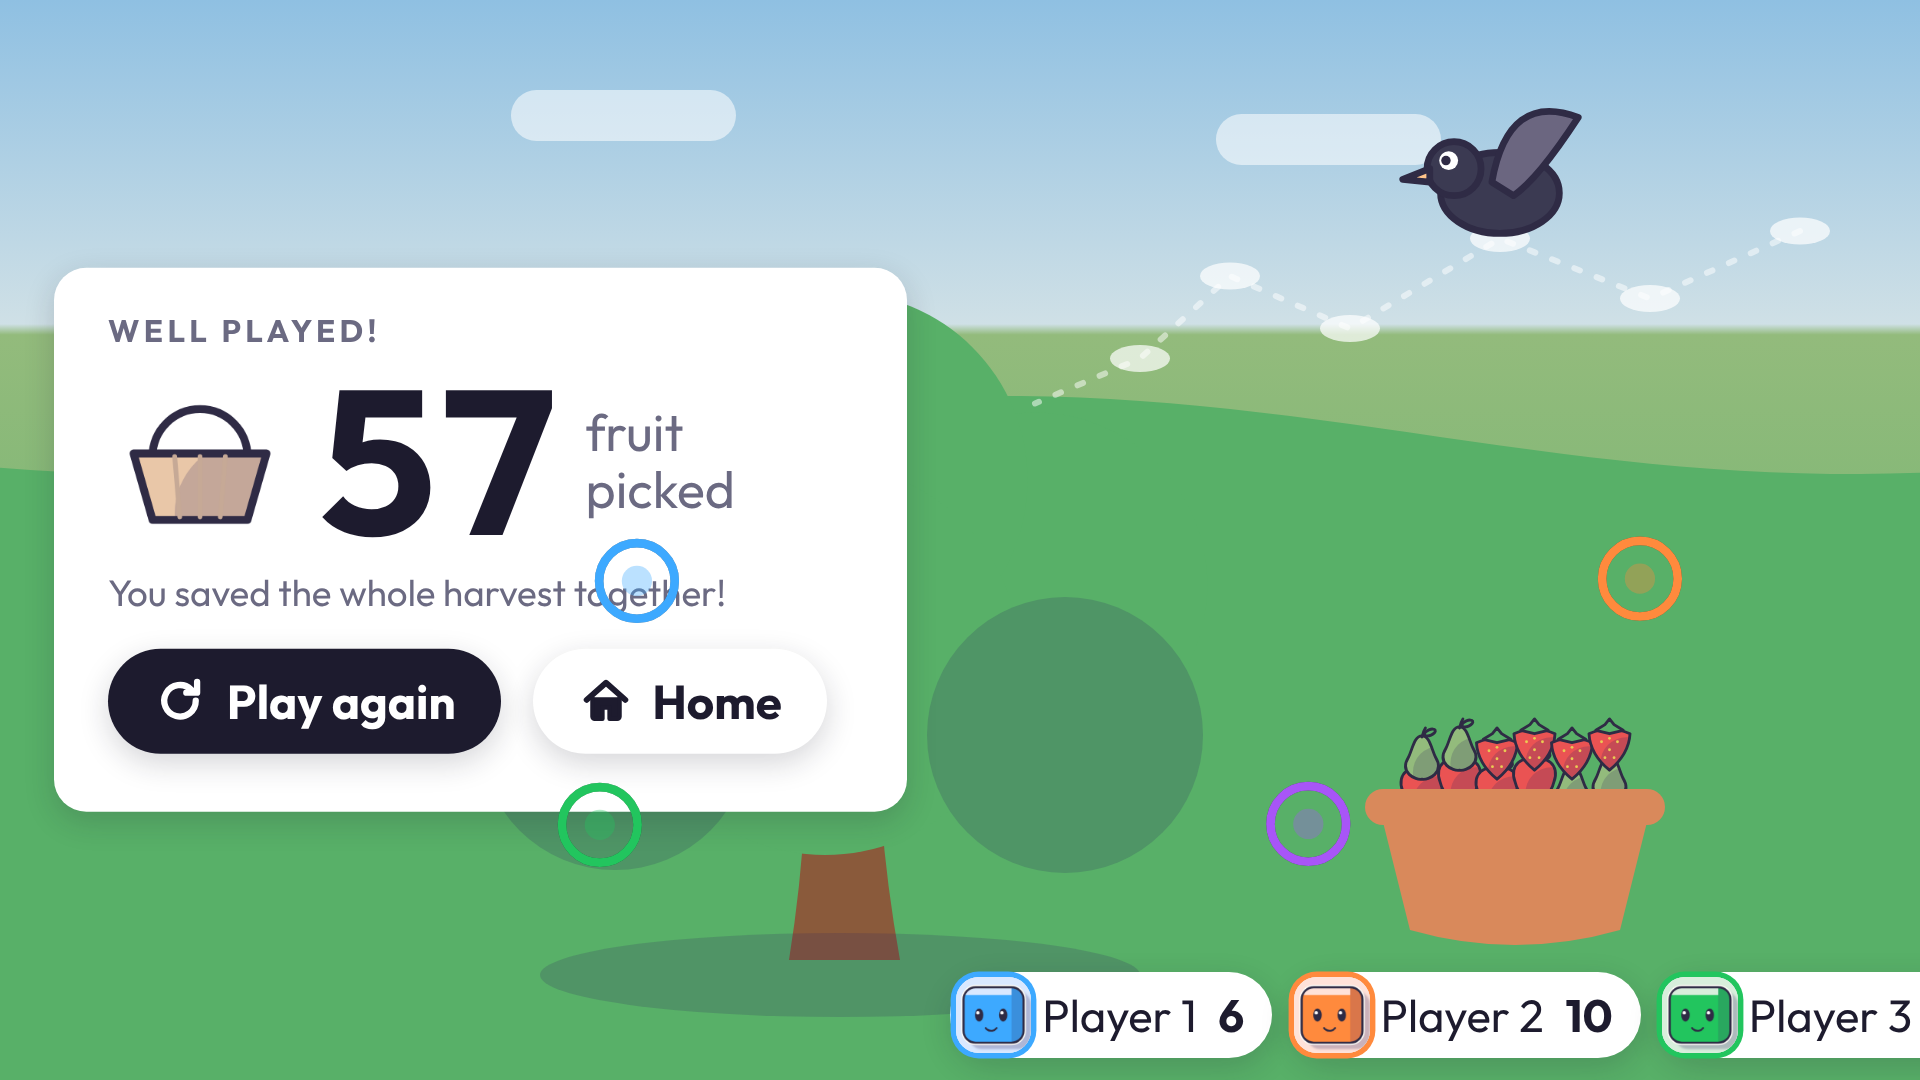 WELL PLAYED!
57
fruit
picked
You saved the whole harvest together!
Play again
Home
Player 1 6
Player 2 10
Player 3